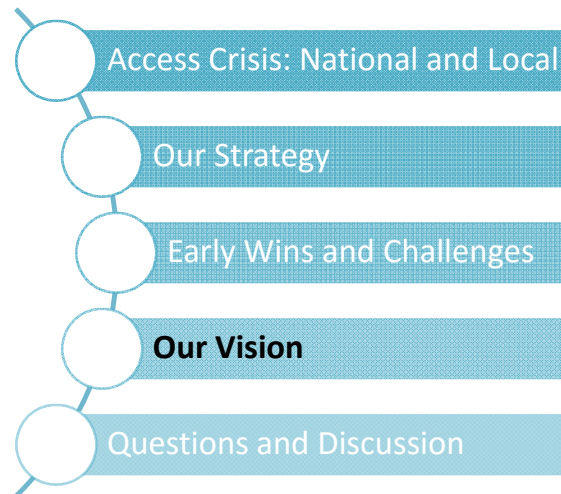 Access Crisis: National and Local
Our Strategy
Early Wins and Challenges
Our Vision
Questions and Discussion